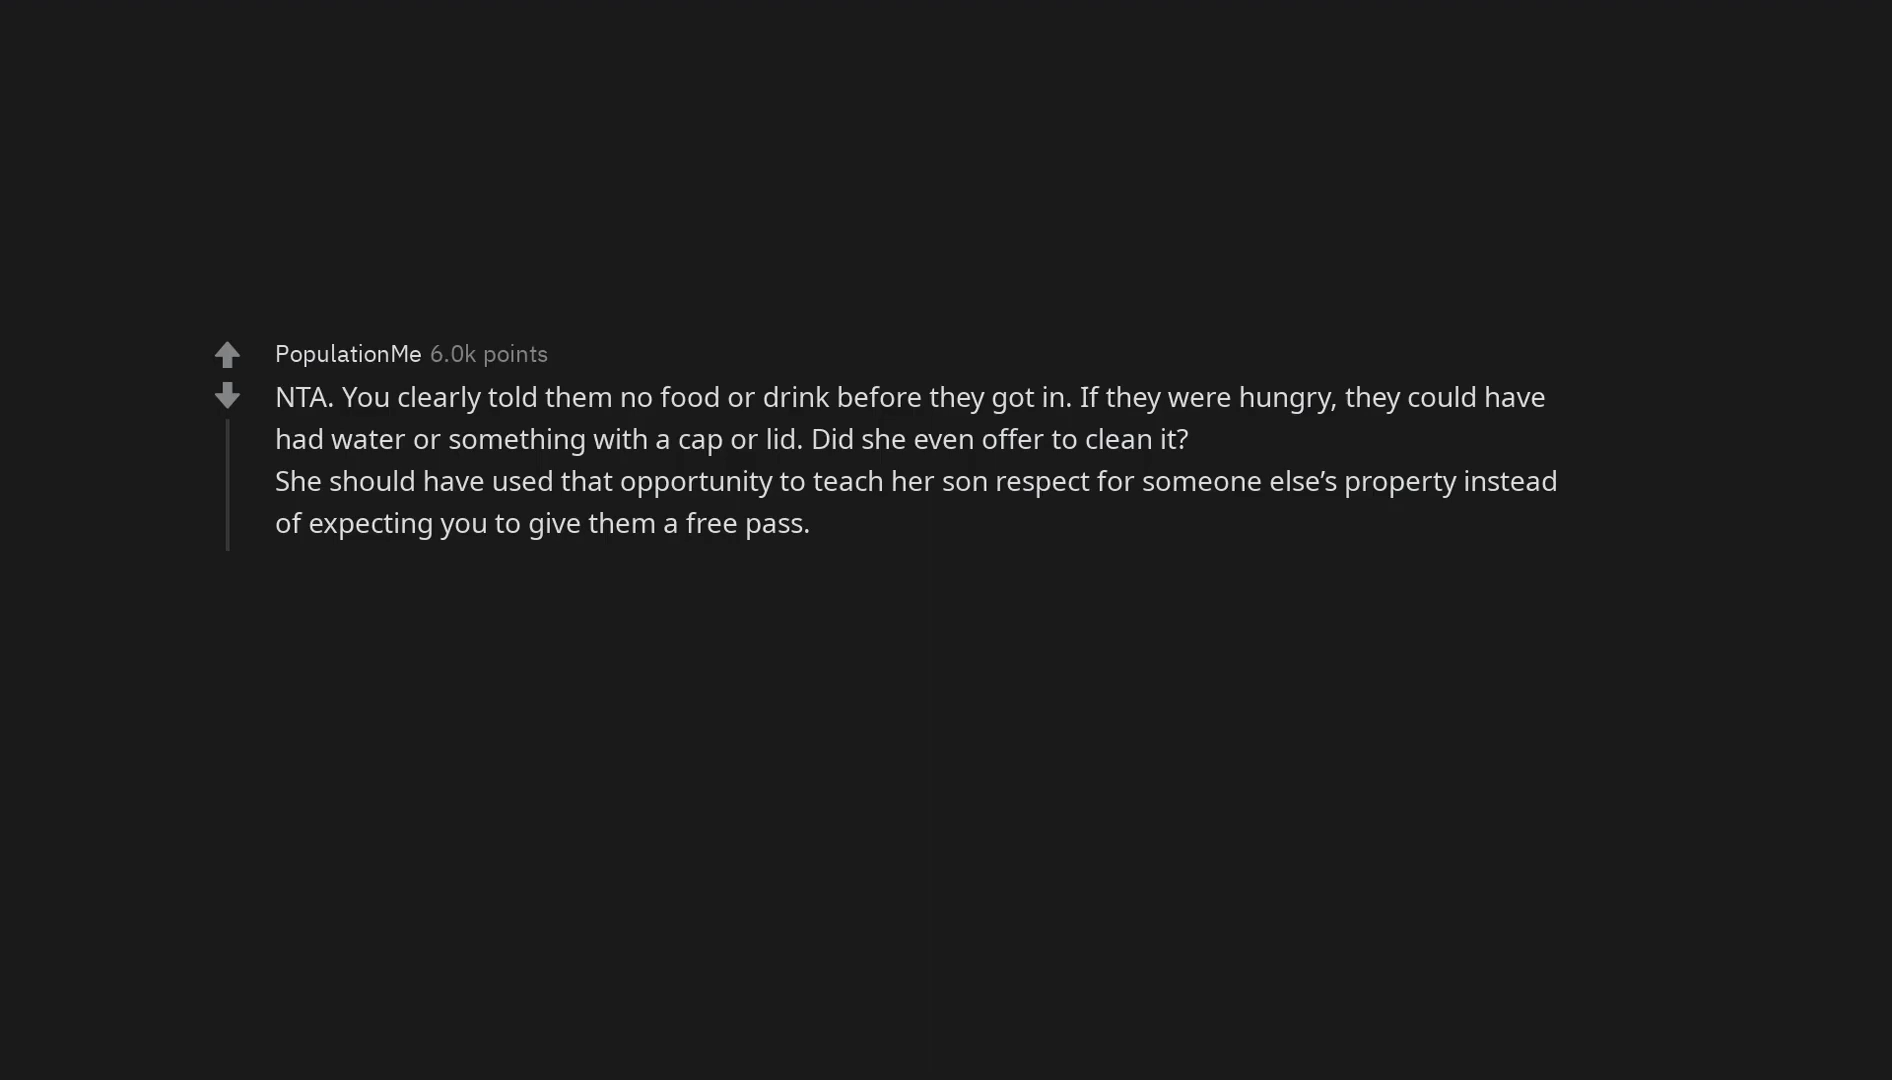 PopulationMe 6.0k points
NTA. You clearly told them no food or drink before they got in. If they were hungry, they could have
had water or something with a cap or lid. Did she even offer to clean it?
She should have used that opportunity to teach her son respect for someone else’s property instead
of expecting you to give them a free pass.